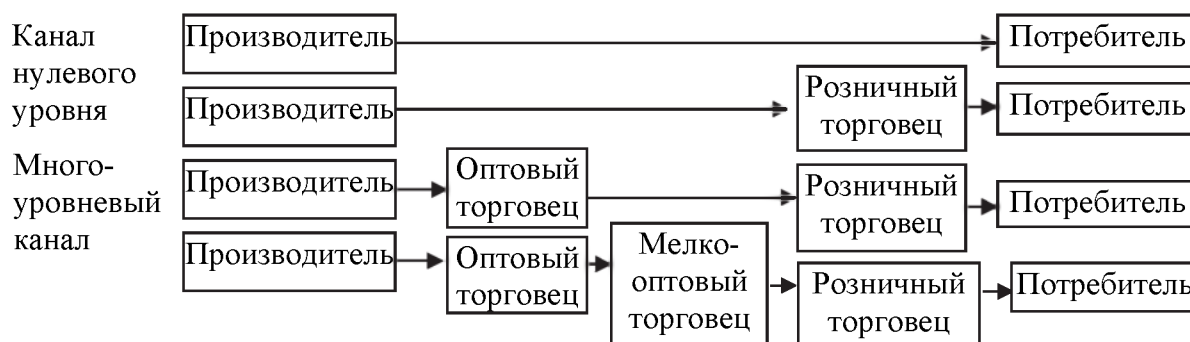 Канал
нулевого
уровня
Производитель
Потребитель
Производитель
Розничный
торговец
Потребитель
Много-
уровневый
канал
Производитель
Оптовый
торговец
Розничный
торговец
Потребитель
Производитель
Оптовый
торговец
Мелко-
оптовый
торговец
Розничный
торговец
Потребитель